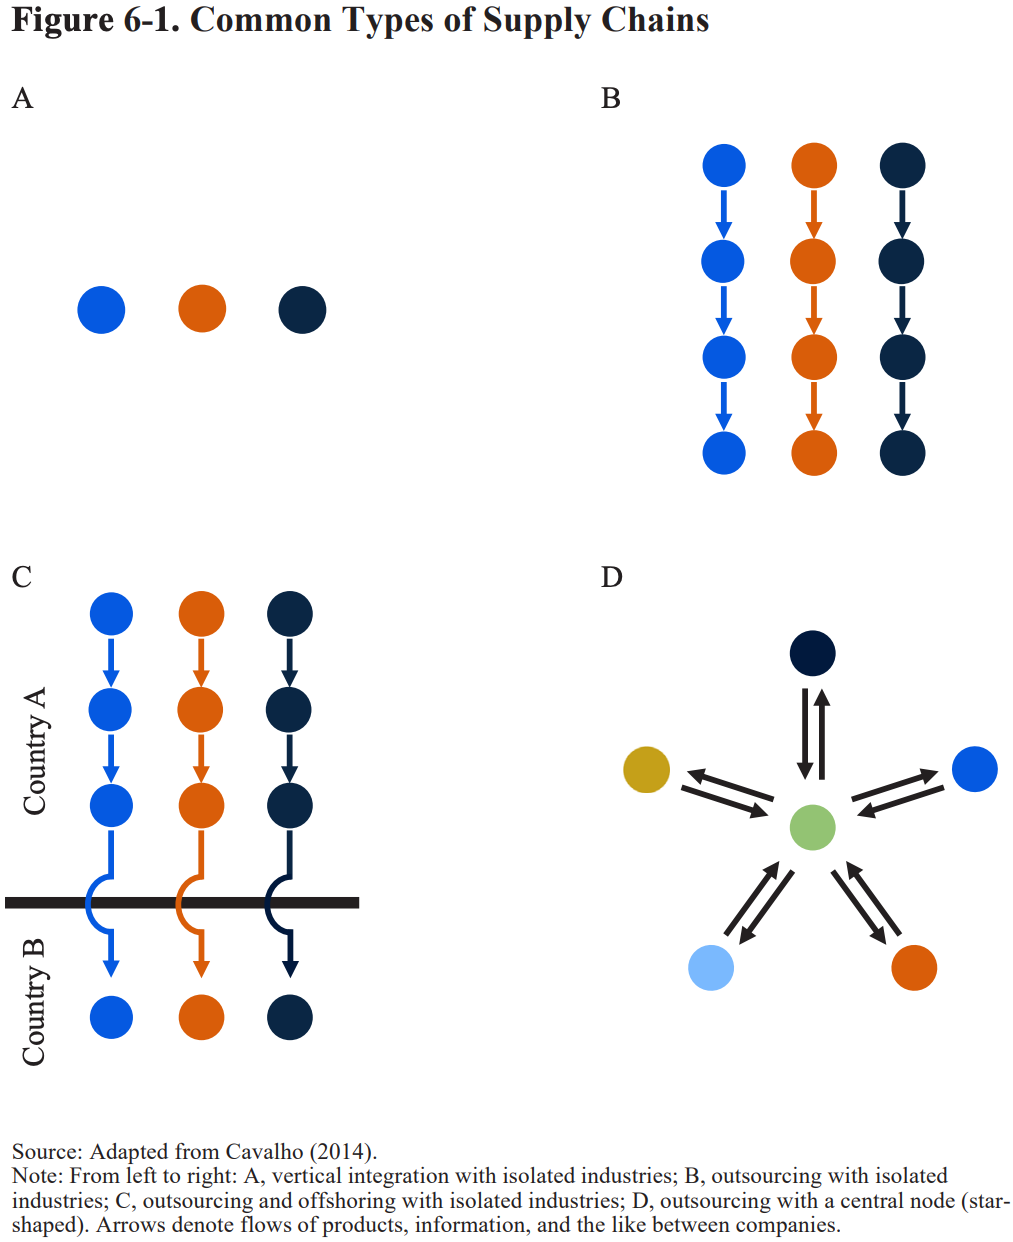 Figure 6-1. Common Types of Supply Chains
A
B
C
D
Country A
Country B
Source: Adapted from Cavalho (2014).
Note: From left to right: A, vertical integration with isolated industries; B, outsourcing with isolated
industries; C, outsourcing and offshoring with isolated industries; D, outsourcing with a central node (star-
shaped). Arrows denote flows of products, information, and the like between companies.